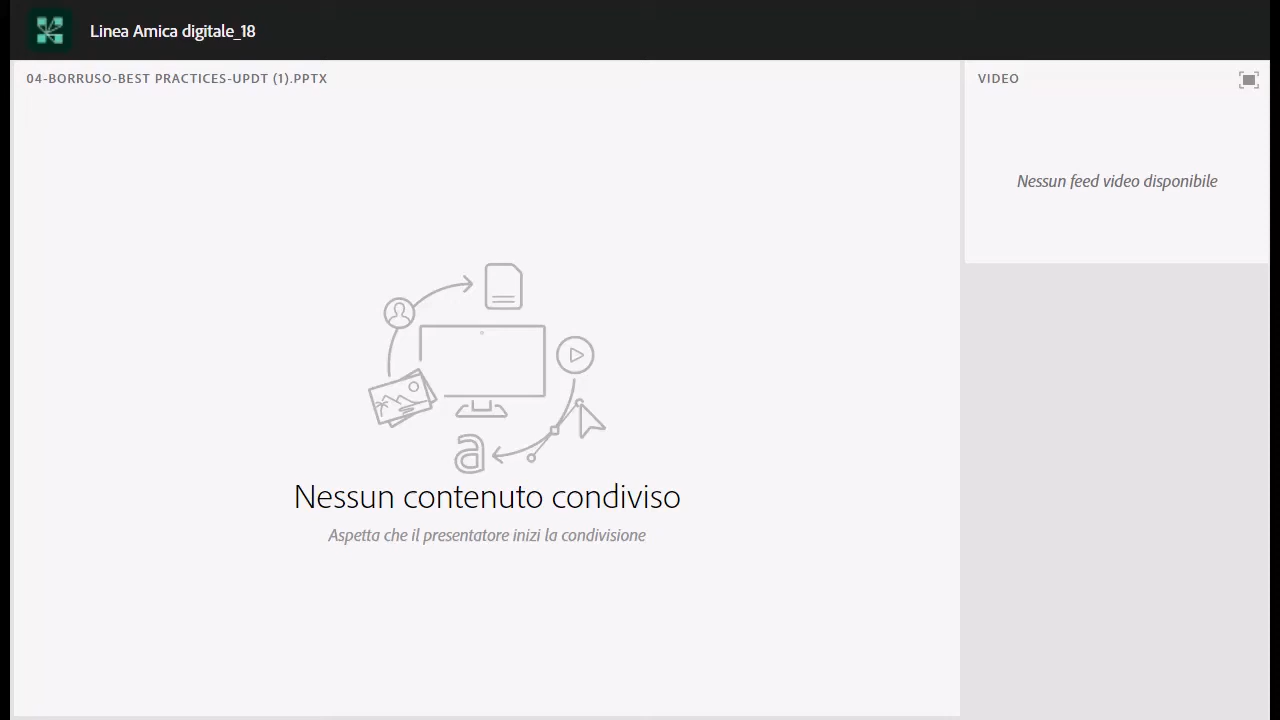 Linea Amica digitale_18
04-BORRUSO-BEST PRACTICES-UPDT (1).PPTX
VIDEO
Nessun feed video disponibile
a
Nessun contenuto condiviso
Aspetta che il presentatore inizi la condivisione